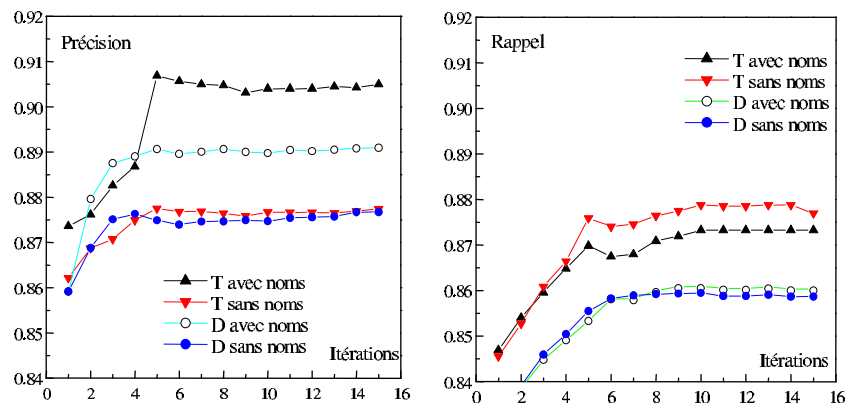 0.92
0.91
0.90
0.89
0.88
0.87
0.86
0.85
0.84
Précision
T avec noms
T sans noms
D avec noms
D sans noms
Itérations
0 2 4 6 8 10 12 14 16
0.92
0.91
0.90
0.89
0.88
0.87
0.86
0.85
0.84
Rappel
T avec noms
T sans noms
D avec noms
D sans noms
Itérations
0 2 4 6 8 10 12 14 16